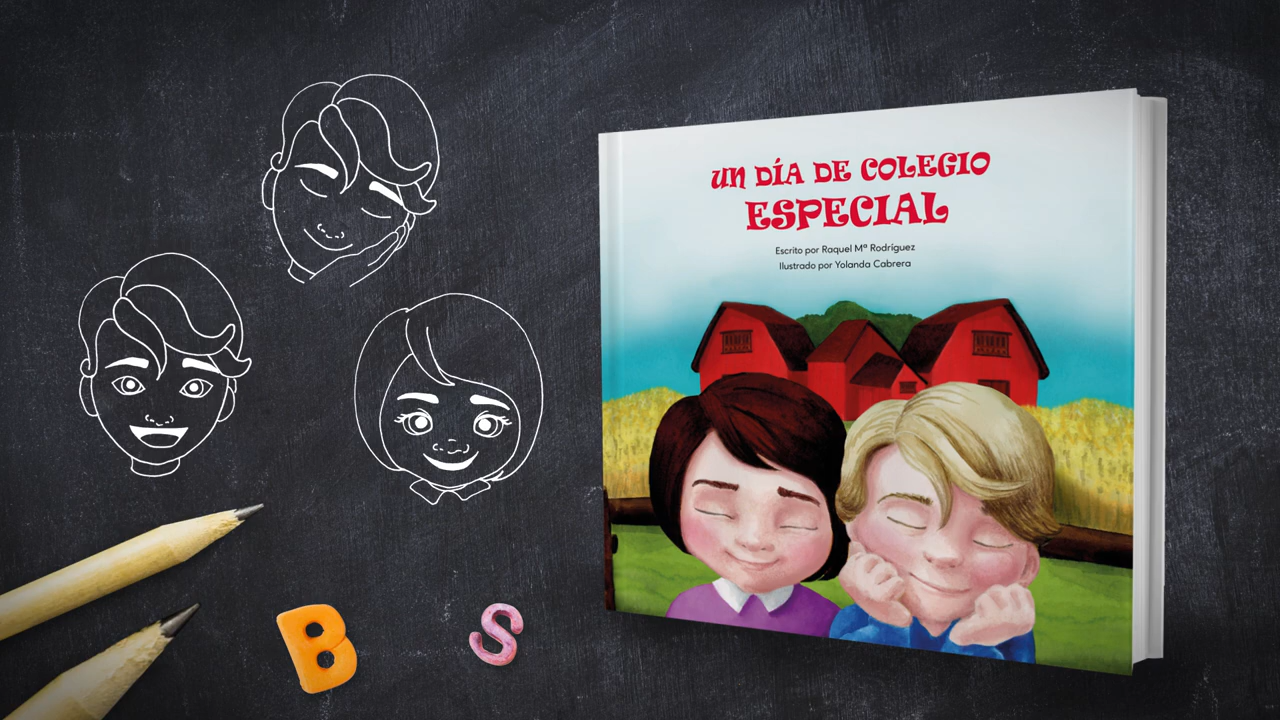 UN DÍA DE COLEGIO
ESPECIAL
Escrito por Raquel Mª Rodríguez
Ilustrado por Yolanda Cabrera
B S